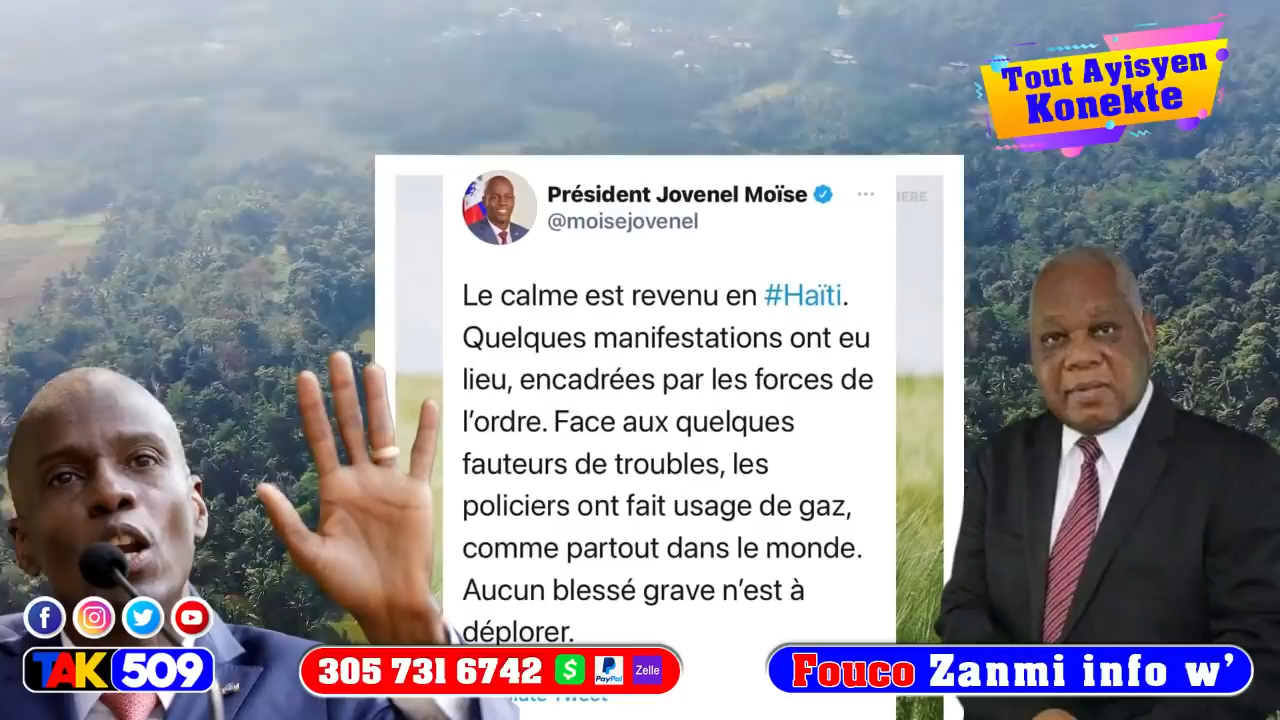 Tout Ayisyen
Konekte
Président Jovenel Moïse
@moisejovenel
Le calme est revenu en #Haïti.
Quelques manifestations ont eu
lieu, encadrées par les forces de
l’ordre. Face aux quelques
fauteurs de troubles, les
policiers ont fait usage de gaz,
comme partout dans le monde.
Aucun blessé grave n’est à
déplorer.
Tweet
TAK 509
305 731 6742 $ PayPal Zelle
Fouco Zanmi info w’